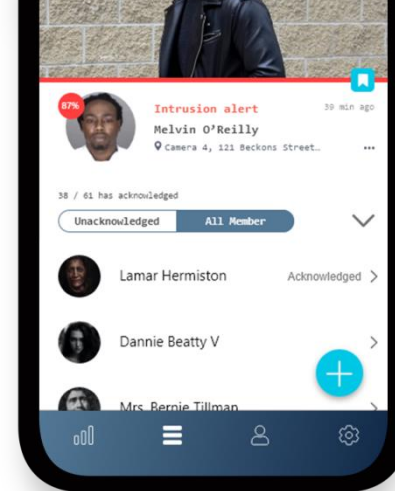 87%
Intrusion alert
39 min ago
Melvin O’Reilly
Camera 4, 121 Beckons Street…
38 / 61 has acknowledged
Unacknowledged
All Member
Lamar Hermiston
Acknowledged
Dannie Beatty V
Mrs. Bernie Tillman